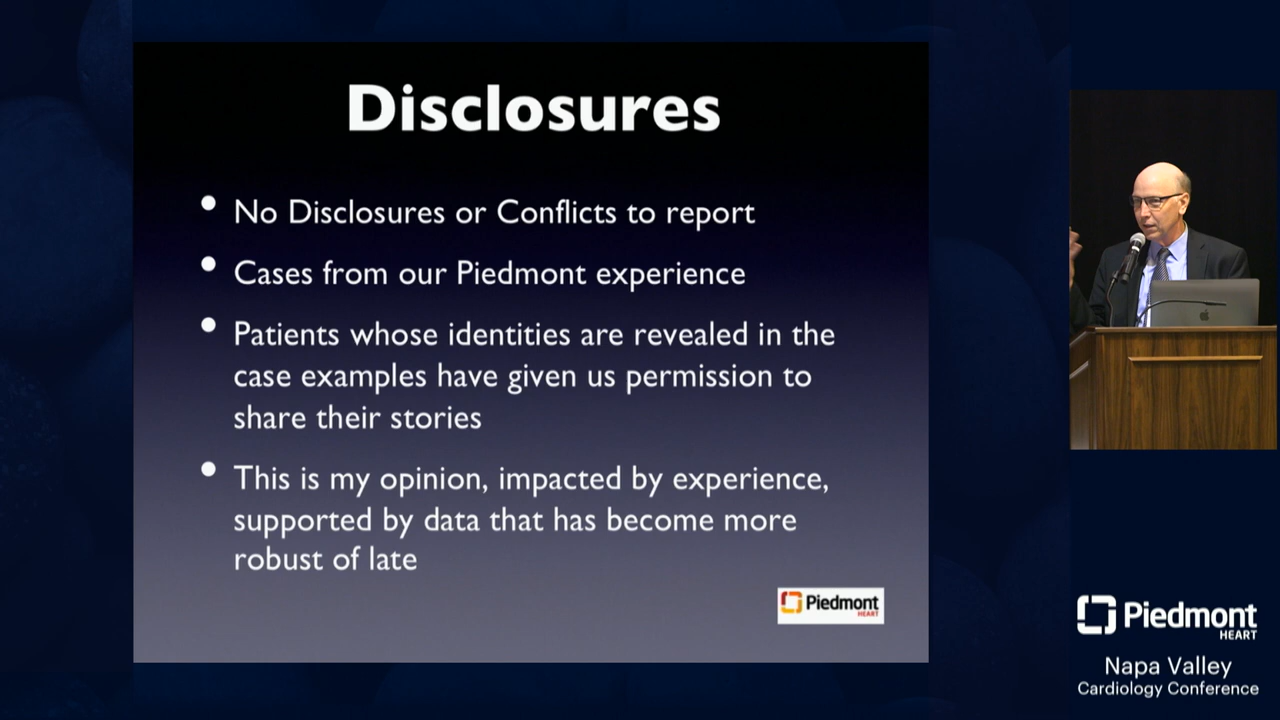 Disclosures
No Disclosures or Conflicts to report
Cases from our Piedmont experience
Patients whose identities are revealed in the
case examples have given us permission to
share their stories
This is my opinion, impacted by experience,
supported by data that has become more
robust of late
Piedmont
HEART
Piedmont
HEART
Napa Valley
Cardiology Conference